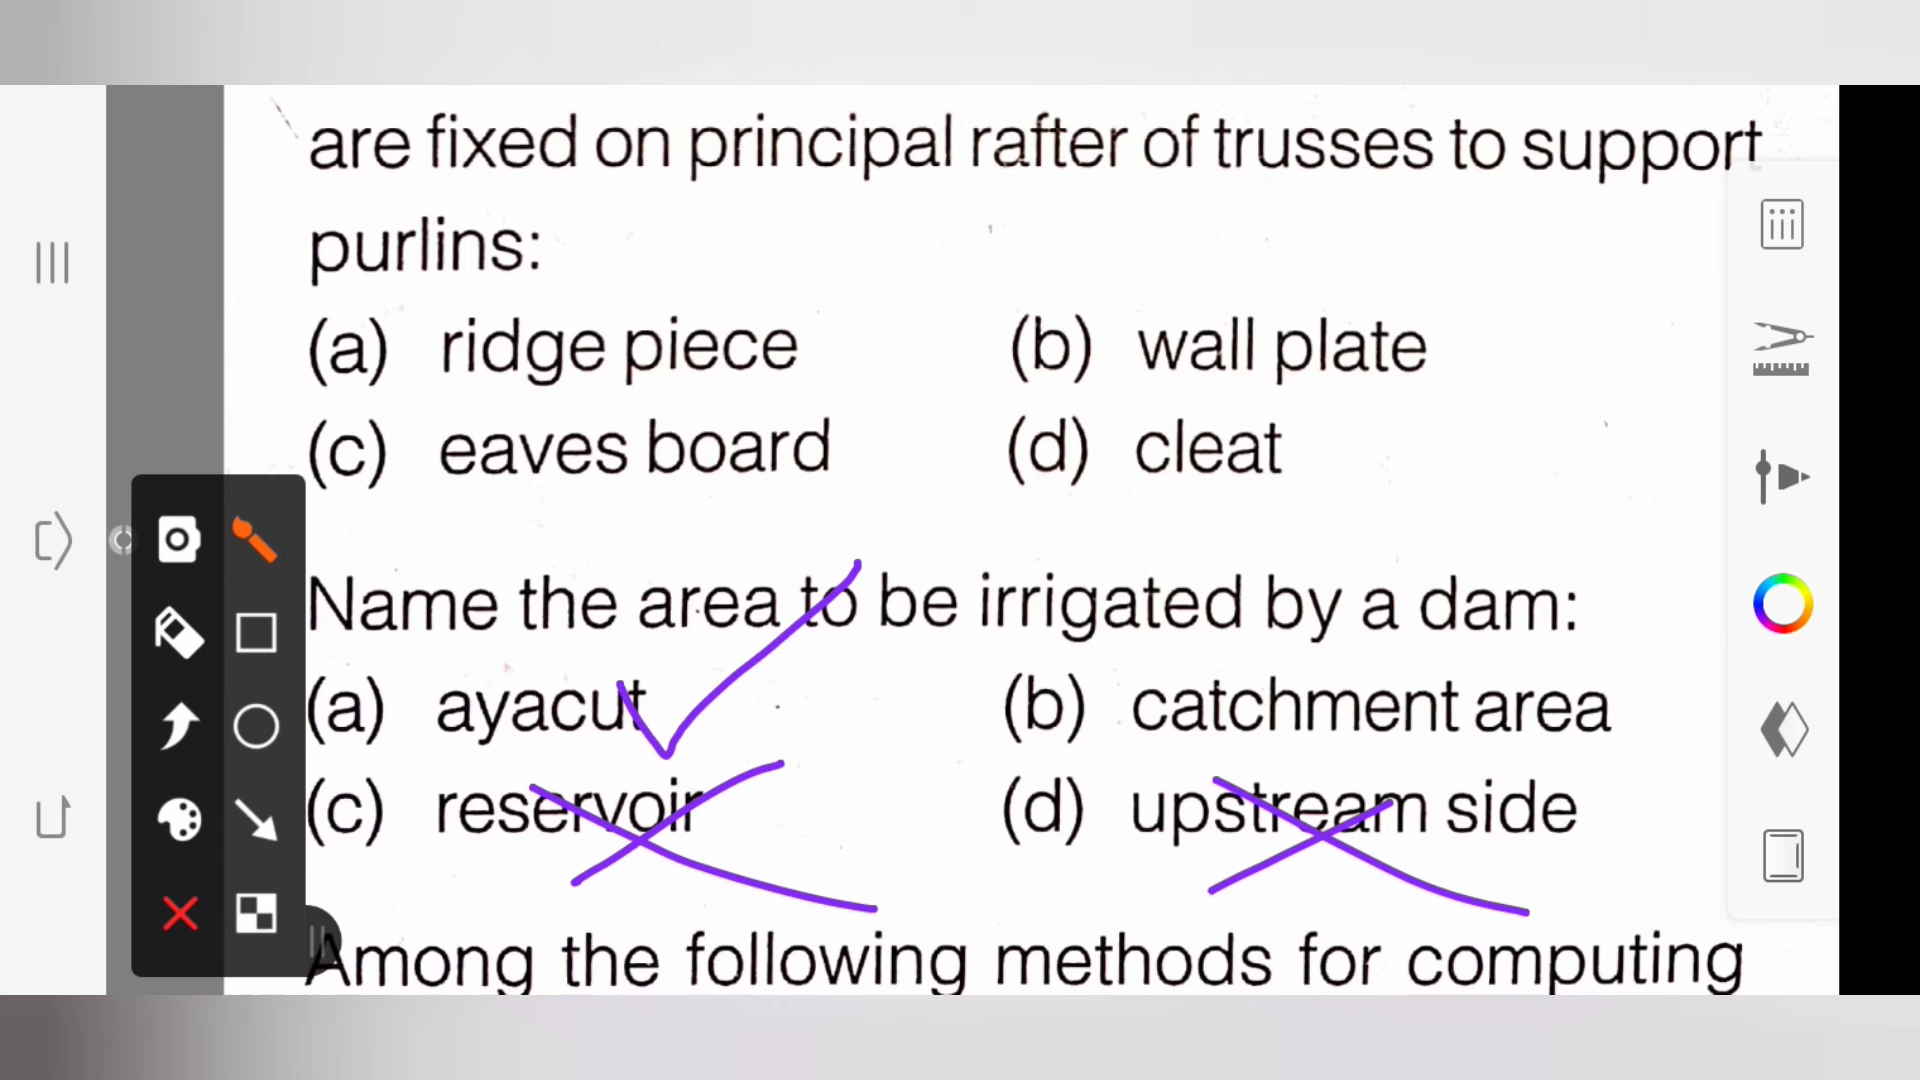 are fixed on principal rafter of trusses to support
purlins:
(a) ridge piece (b) wall plate
(c) eaves board (d) cleat
Name the area to be irrigated by a dam:
(a) ayacut (b) catchment area
(c) reservoir (d) upstream side
Among the following methods for computing